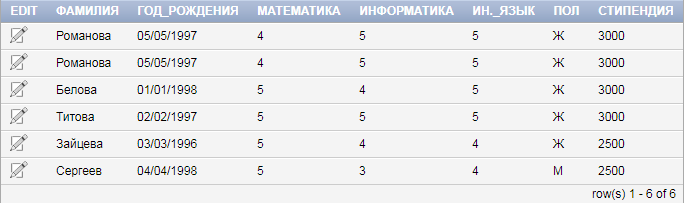 EDIT ФАМИЛИЯ ГОД_РОЖДЕНИЯ МАТЕМАТИКА ИНФОРМАТИКА ИН._ЯЗЫК ПОЛ СТИПЕНДИЯ
Романова 05/05/1997 4 5 5 Ж 3000
Романова 05/05/1997 4 5 5 Ж 3000
Белова 01/01/1998 5 4 5 Ж 3000
Титова 02/02/1997 5 5 5 Ж 3000
Зайцева 03/03/1996 5 4 4 Ж 2500
Сергеев 04/04/1998 5 3 4 М 2500
row(s) 1 - 6 of 6